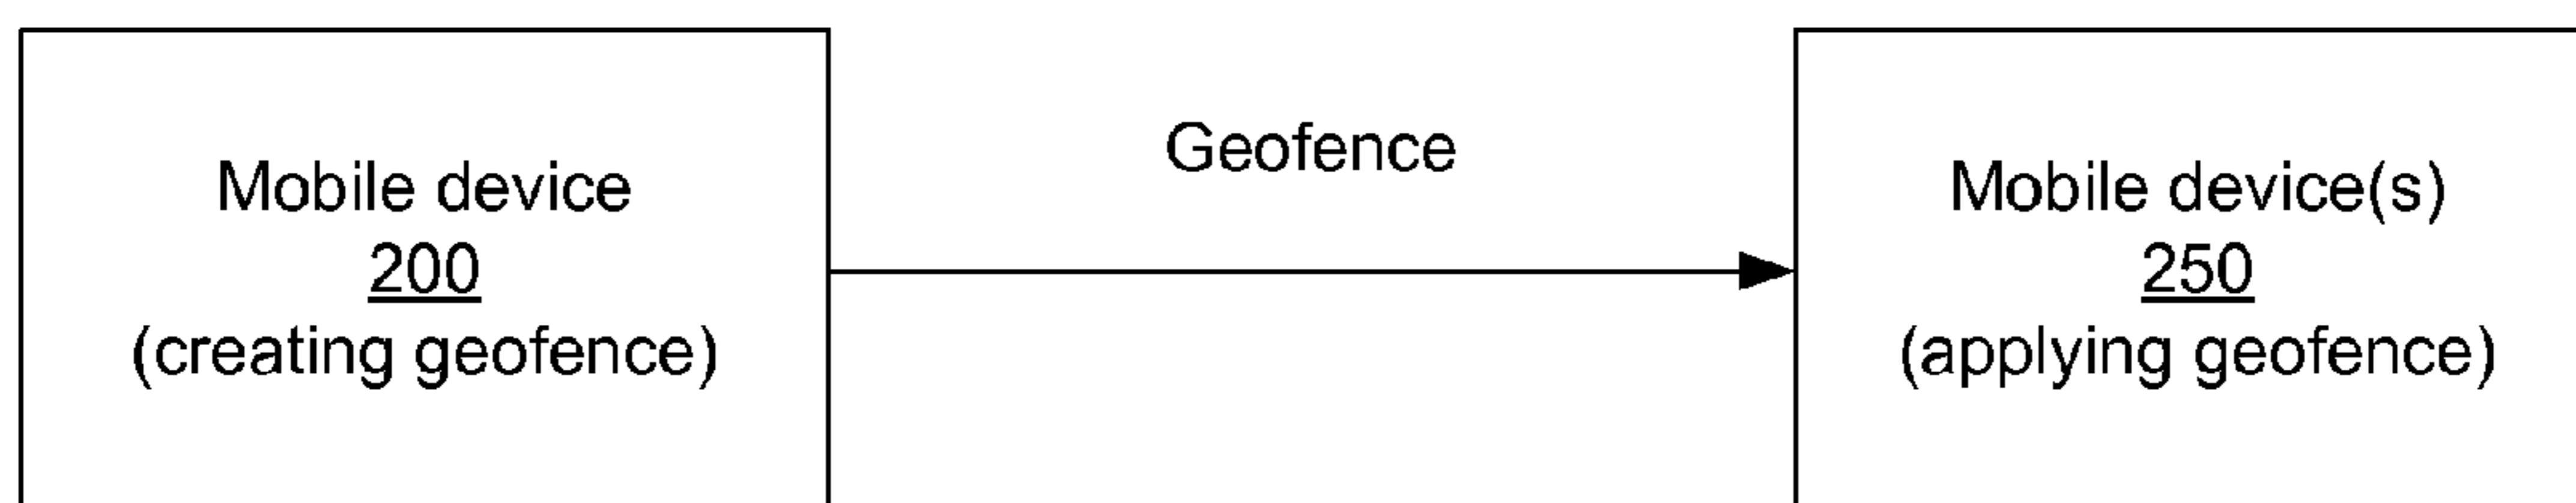 Mobile device
200
(creating geofence)
Geofence
Mobile device(s)
250
(applying geofence)